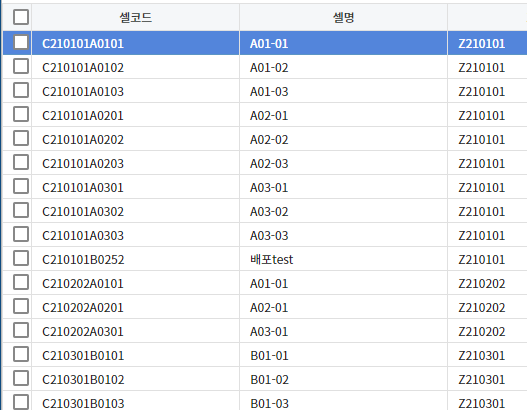 셀코드 셀명
C210101A0101 A01-01 Z210101
C210101A0102 A01-02 Z210101
C210101A0103 A01-03 Z210101
C210101A0201 A02-01 Z210101
C210101A0202 A02-02 Z210101
C210101A0203 A02-03 Z210101
C210101A0301 A03-01 Z210101
C210101A0302 A03-02 Z210101
C210101A0303 A03-03 Z210101
C210101B0252 배포test Z210101
C210202A0101 A01-01 Z210202
C210202A0201 A02-01 Z210202
C210202A0301 A03-01 Z210202
C210301B0101 B01-01 Z210301
C210301B0102 B01-02 Z210301
C210301B0103 B01-03 Z210301